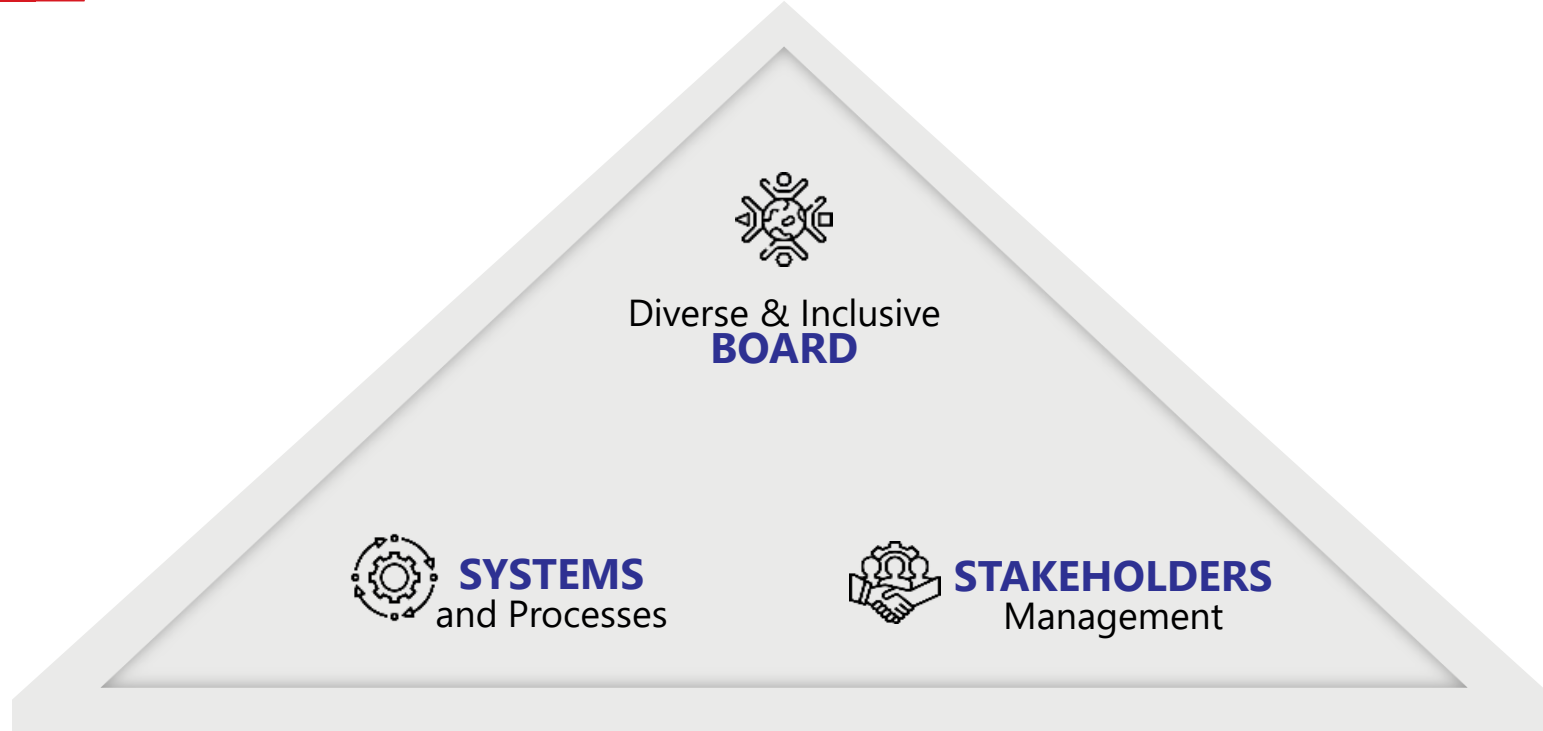 Diverse & Inclusive
BOARD
SYSTEMS
and Processes
STAKEHOLDERS
Management